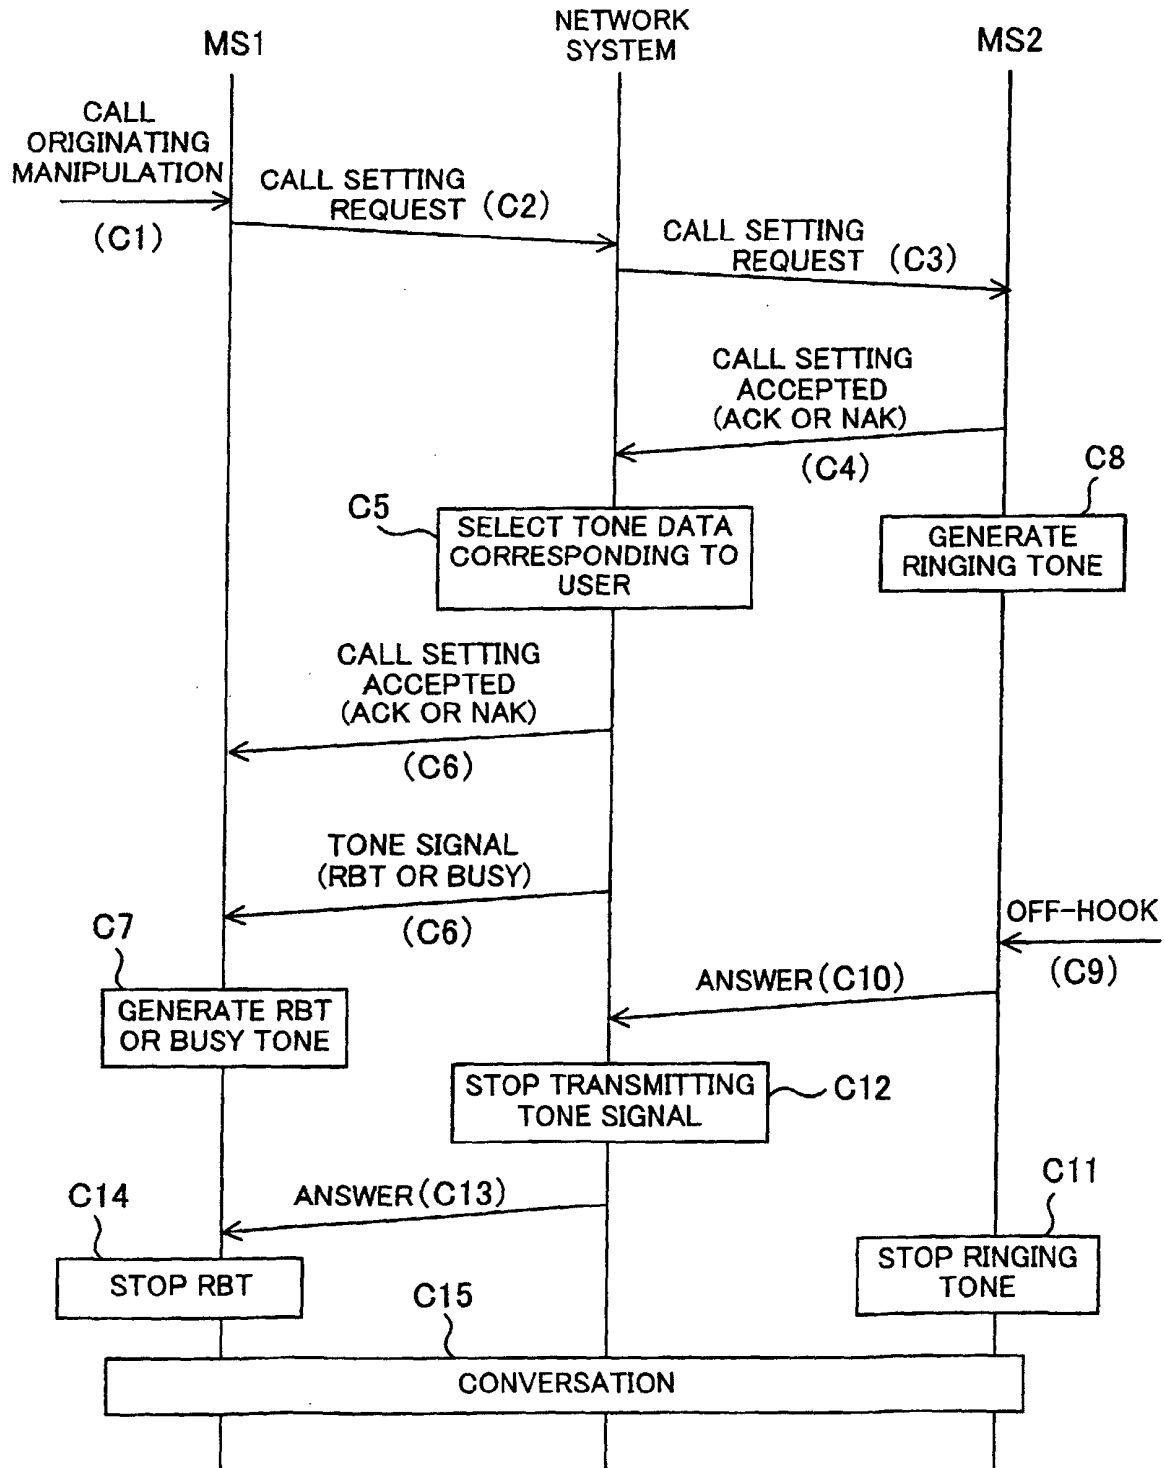 MS1
NETWORK
SYSTEM
MS2
CALL
ORIGINATING
MANIPULATION
(C1)
CALL SETTING
REQUEST (C2)
CALL SETTING
REQUEST (C3)
CALL SETTING
ACCEPTED
(ACK OR NAK)
(C4)
C5
SELECT TONE DATA
CORRESPONDING TO
USER
C8
GENERATE
RINGING TONE
CALL SETTING
ACCEPTED
(ACK OR NAK)
(C6)
TONE SIGNAL
(RBT OR BUSY)
(C6)
C7
GENERATE RBT
OR BUSY TONE
OFF-HOOK
(C9)
ANSWER(C10)
STOP TRANSMITTING
TONE SIGNAL
C12
C11
STOP RINGING
TONE
ANSWER(C13)
C14
STOP RBT
C15
CONVERSATION